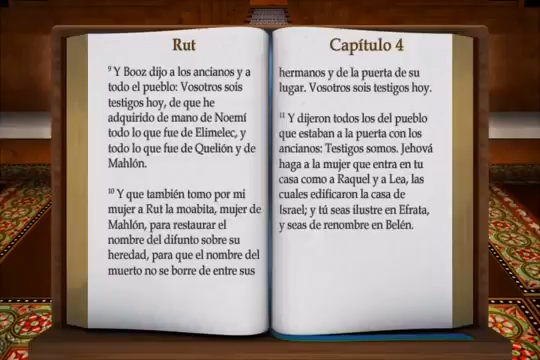 Rut
⁹ Y Booz dijo a los ancianos y a
todo el pueblo: Vosotros sois
testigos hoy, de que he
adquirido de mano de Noemí
todo lo que fue de Elimelec, y
todo lo que fue de Quelión y de
Mahlón.
¹⁰ Y que también tomo por mi
mujer a Rut la moabita, mujer de
Mahlón, para restaurar el
nombre del difunto sobre su
heredad, para que el nombre del
muerto no se borre de entre sus
Capítulo 4
hermanos y de la puerta de su
lugar. Vosotros sois testigos hoy.
¹¹ Y dijeron todos los del pueblo
que estaban a la puerta con los
ancianos: Testigos somos. Jehová
haga a la mujer que entra en tu
casa como a Raquel y a Lea, las
cuales edificaron la casa de
Israel; y tú seas ilustre en Efrata,
y seas de renombre en Belén.